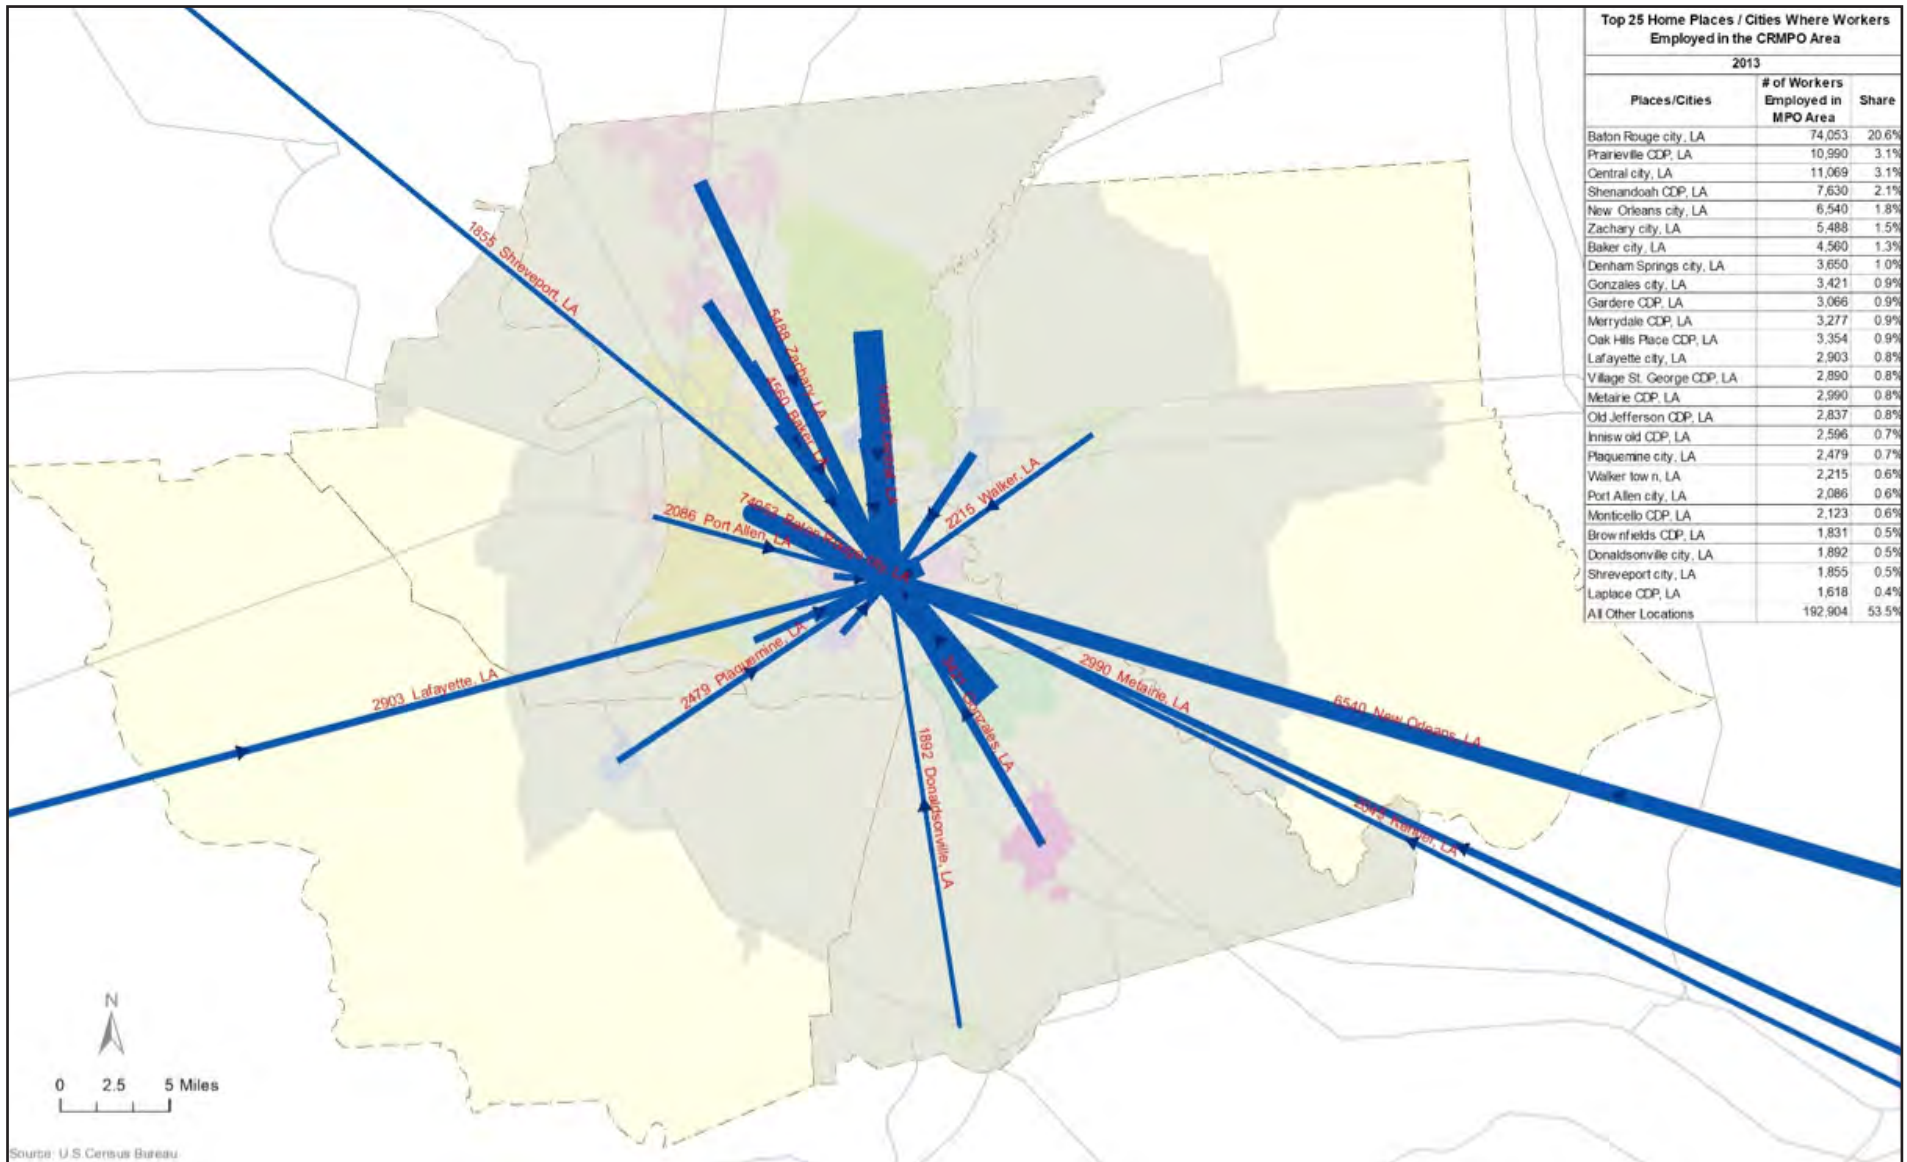 Top 25 Home Places / Cities Where Workers
Employed in the CRMPO Area
2013
Places/Cities # of Workers Employed in MPO Area Share
Baton Rouge city, LA 74,053 20.6%
Prairieville CDP, LA 10,990 3.1%
Central city, LA 11,069 3.1%
Shenandoah CDP, LA 7,630 2.1%
New Orleans city, LA 6,540 1.8%
Zachary city, LA 5,488 1.5%
Baker city, LA 4,560 1.3%
Denham Springs city, LA 3,650 1.0%
Gonzales city, LA 3,421 0.9%
Gardere CDP, LA 3,066 0.9%
Merrydale CDP, LA 3,277 0.9%
Oak Hills Place CDP, LA 3,354 0.9%
Lafayette city, LA 2,903 0.8%
Village St. George CDP, LA 2,890 0.8%
Metairie CDP, LA 2,990 0.8%
Old Jefferson CDP, LA 2,837 0.8%
Inniswold CDP, LA 2,596 0.7%
Plaquemine city, LA 2,479 0.7%
Walker town, LA 2,215 0.6%
Port Allen city, LA 2,086 0.6%
Monticello CDP, LA 2,123 0.6%
Brownfields CDP, LA 1,831 0.5%
Donaldsonville city, LA 1,892 0.5%
Shreveport city, LA 1,855 0.5%
Laplace CDP, LA 1,618 0.4%
All Other Locations 192,904 53.5%
1855 Shreveport, LA
5488 Zachary, LA
4560 Baker, LA
2215 Walker, LA
74053 Baton Rouge city, LA
2086 Port Allen, LA
2903 Lafayette, LA
2479 Plaquemine, LA
1892 Donaldsonville, LA
3421 Gonzales, LA
2990 Metairie, LA
6540 New Orleans, LA
Kenner, LA
N
0 2.5 5 Miles
Source: U.S Census Bureau